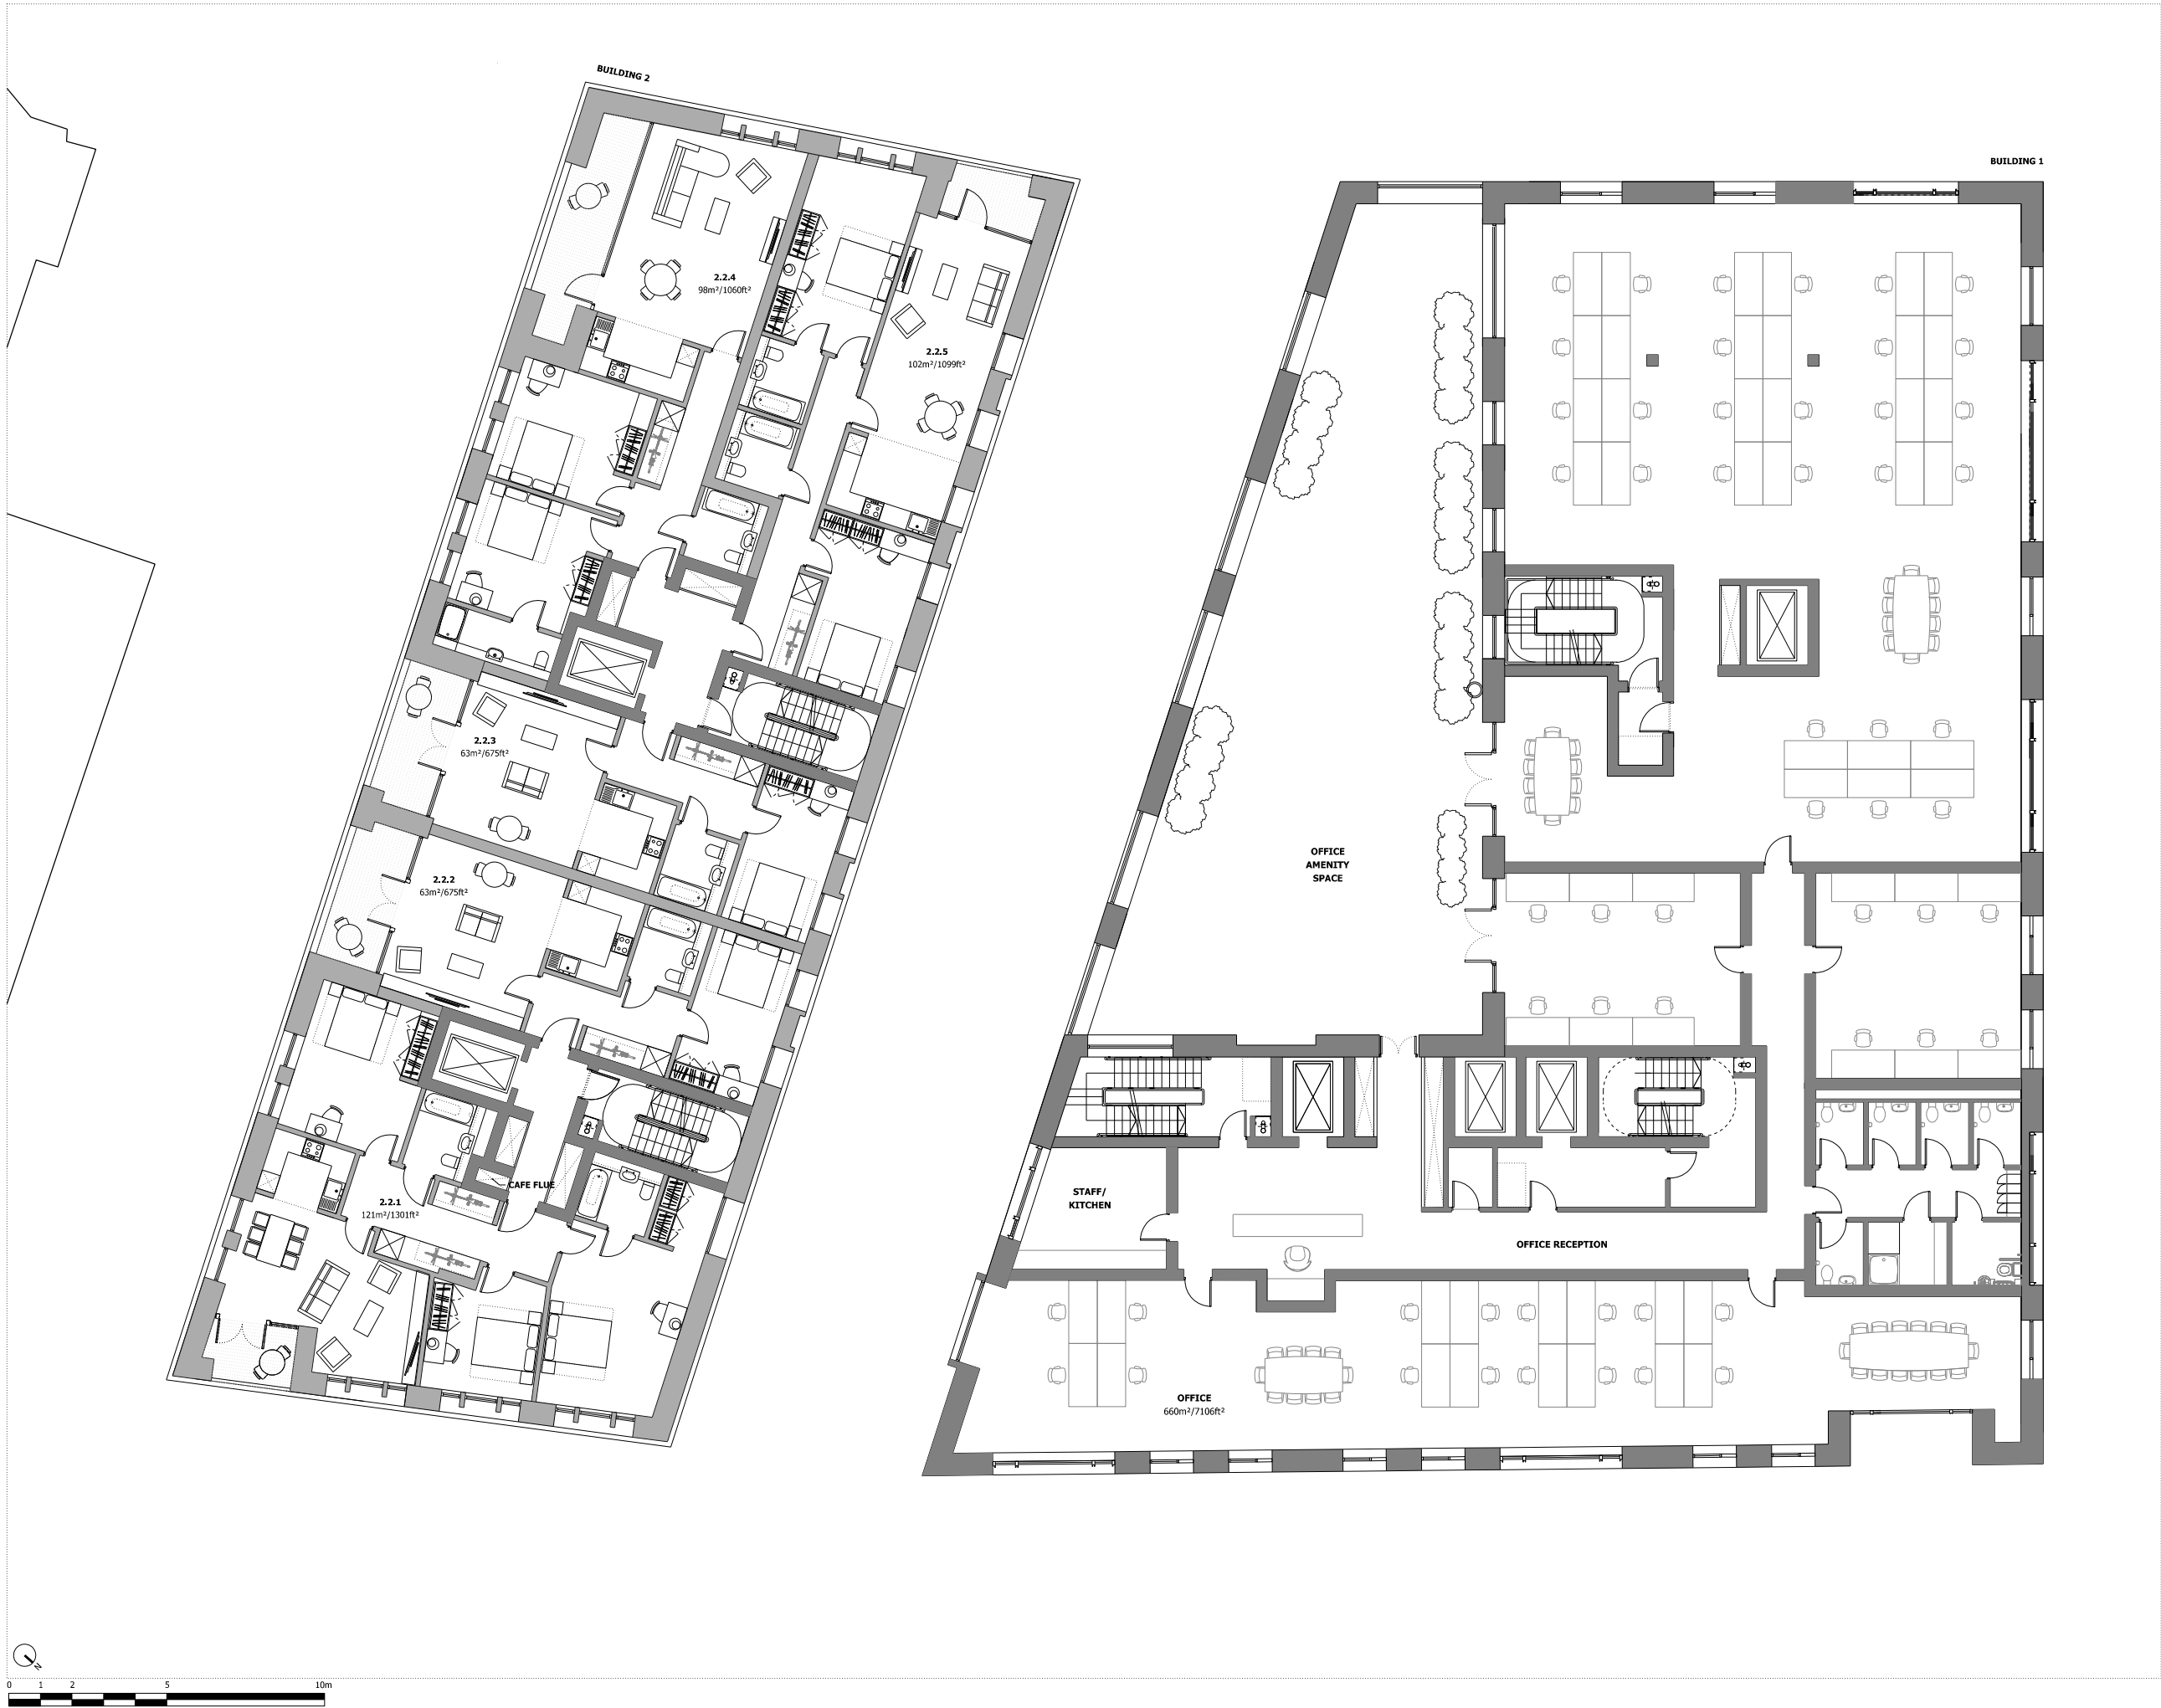 BUILDING 2
BUILDING 1
2.2.4
98m²/1060ft²
2.2.5
102m²/1099ft²
2.2.3
63m²/675ft²
2.2.2
63m²/675ft²
CAFE FLUE
2.2.1
121m²/1301ft²
OFFICE
AMENITY
SPACE
STAFF/
KITCHEN
OFFICE RECEPTION
OFFICE
660m²/7106ft²
N
0 1 2 5 10m